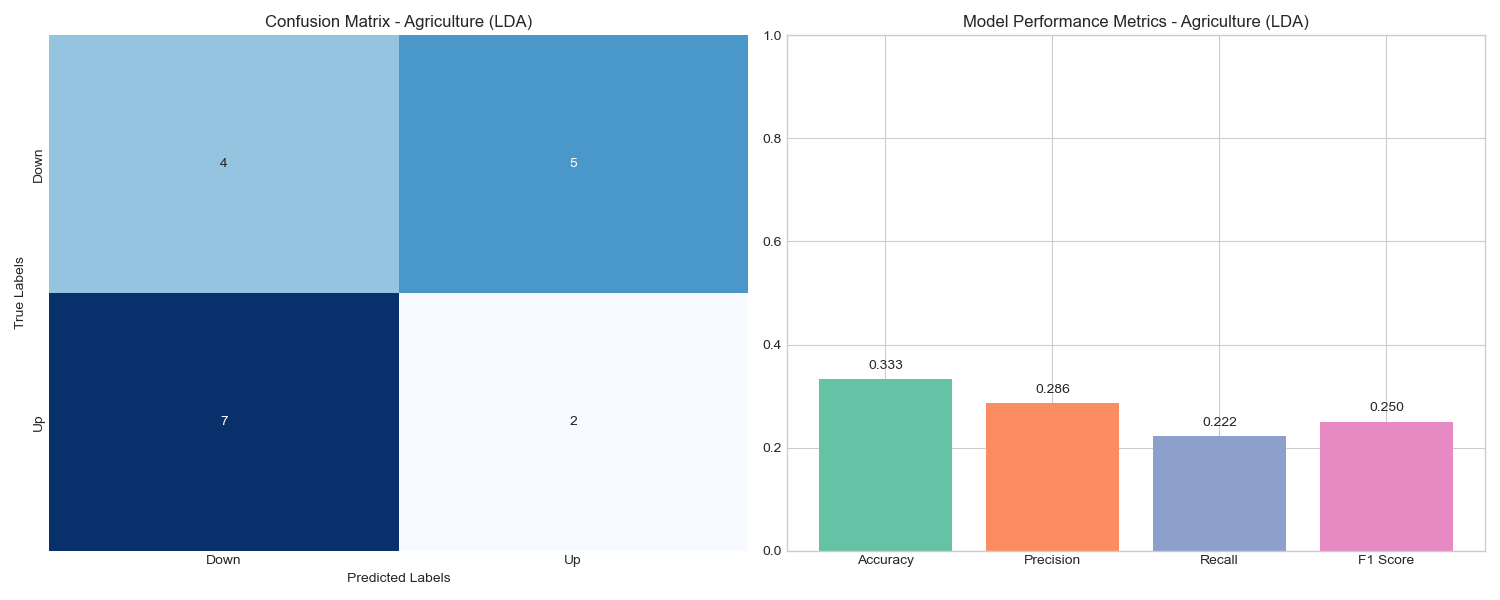 Confusion Matrix - Agriculture (LDA)
Down
Up
True Labels
4
5
7
2
Down
Up
Predicted Labels
Model Performance Metrics - Agriculture (LDA)
1.0
0.8
0.6
0.4
0.2
0.0
0.333
0.286
0.222
0.250
Accuracy
Precision
Recall
F1 Score